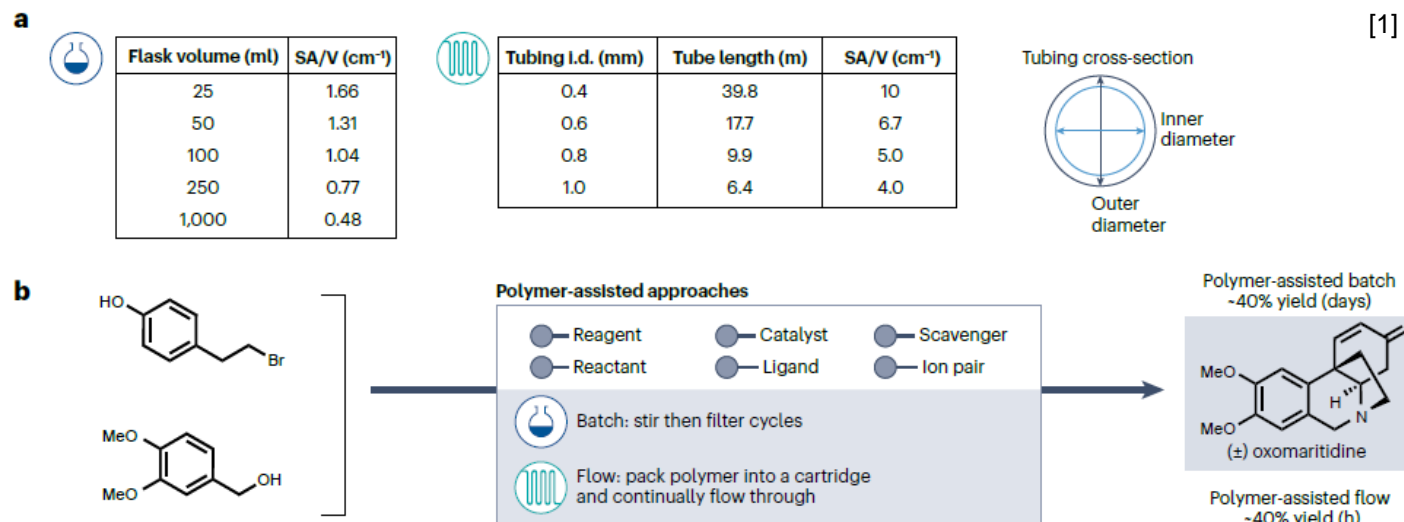 a
[1]
Flask volume (ml) SA/V (cm⁻¹)
25 1.66
50 1.31
100 1.04
250 0.77
1,000 0.48
Tubing i.d. (mm) Tube length (m) SA/V (cm⁻¹)
0.4 39.8 10
0.6 17.7 6.7
0.8 9.9 5.0
1.0 6.4 4.0
Tubing cross-section
Inner
diameter
Outer
diameter
b
HO
Br
MeO
MeO
OH
Polymer-assisted approaches
Reagent Catalyst Scavenger
Reactant Ligand Ion pair
Batch: stir then filter cycles
Flow: pack polymer into a cartridge
and continually flow through
Polymer-assisted batch
~40% yield (days)
MeO
H
N
MeO
(±) oxomaritidine
Polymer-assisted flow
~40% yield (h)